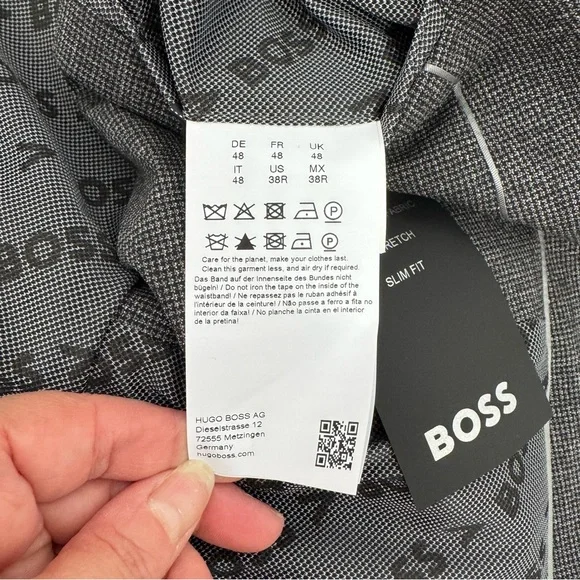 DE FR UK
48 48 48
IT US MX
48 38R 38R
P
P
Care for the planet, make your clothes last.
Clean this garment less, and air dry if required.
Das Band auf der Innenseite des Bundes nicht
bügeln! / Do not iron the tape on the inside of the
waistband! / Ne repassez pas le ruban adhésif à
l'intérieur de la ceinture! / Não passe a ferro a fita no
interior da faixa! / No planche la cinta en el interior
de la pretina!
HUGO BOSS AG
Dieselstrasse 12
72555 Metzingen
Germany
hugoboss.com
SLIM FIT
BOSS
BOSS
BOSS
BOSS